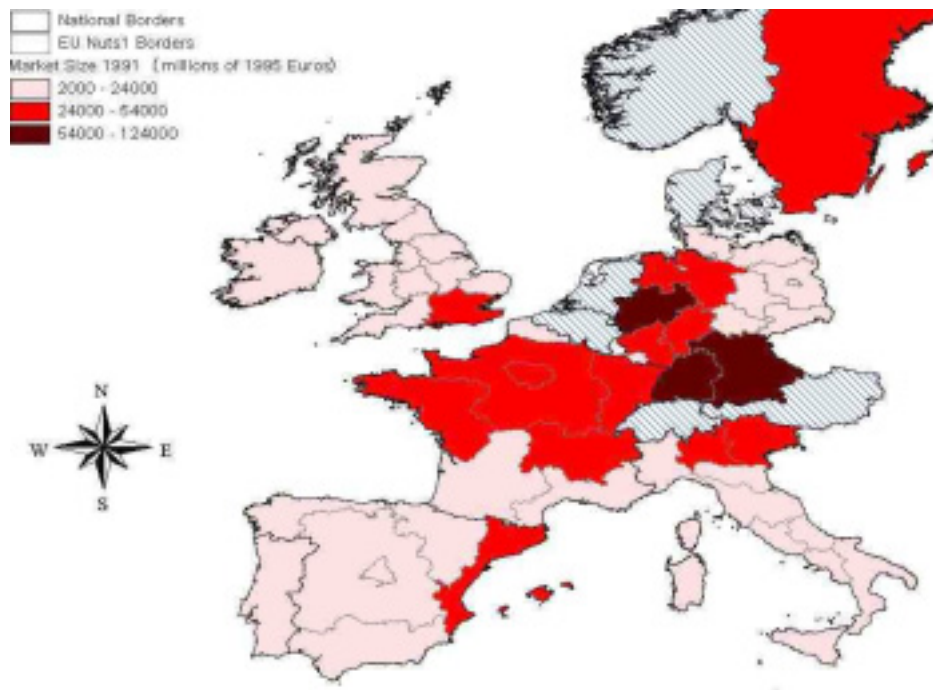 National Borders
EU Nuts1 Borders
Market Size 1991 (millions of 1995 Euros)
2000 - 24000
24000 - 54000
54000 - 124000
N
W E
S